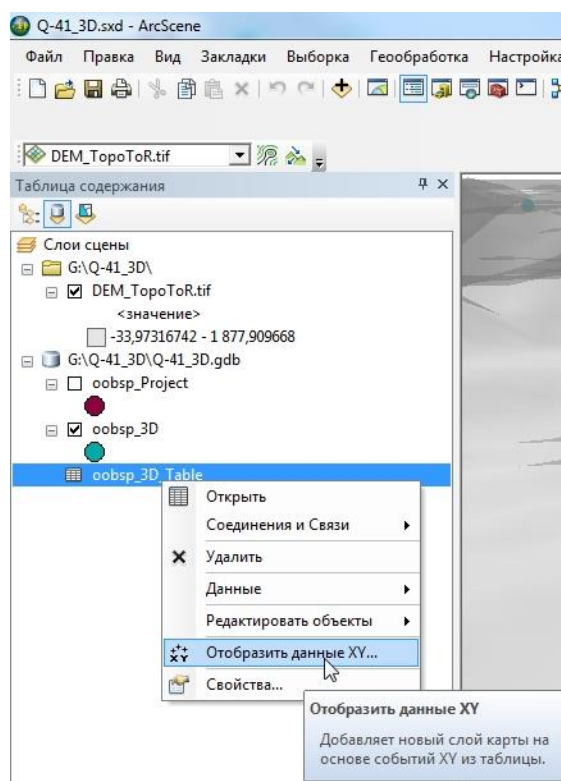 Q-41_3D.sxd - ArcScene
Файл Правка Вид Закладки Выборка Геообработка Настройка
DEM_TopoToR.tif
Таблица содержания
Слои сцены
G:\Q-41_3D\
DEM_TopoToR.tif
<значение>
-33,97316742 - 1 877,909668
G:\Q-41_3D\Q-41_3D.gdb
oobsp_Project
oobsp_3D
oobsp_3D_Table
Открыть
Соединения и Связи
Удалить
Данные
Редактировать объекты
XY Отобразить данные XY...
Свойства...
Отобразить данные XY
Добавляет новый слой карты на
основе событий XY из таблицы.